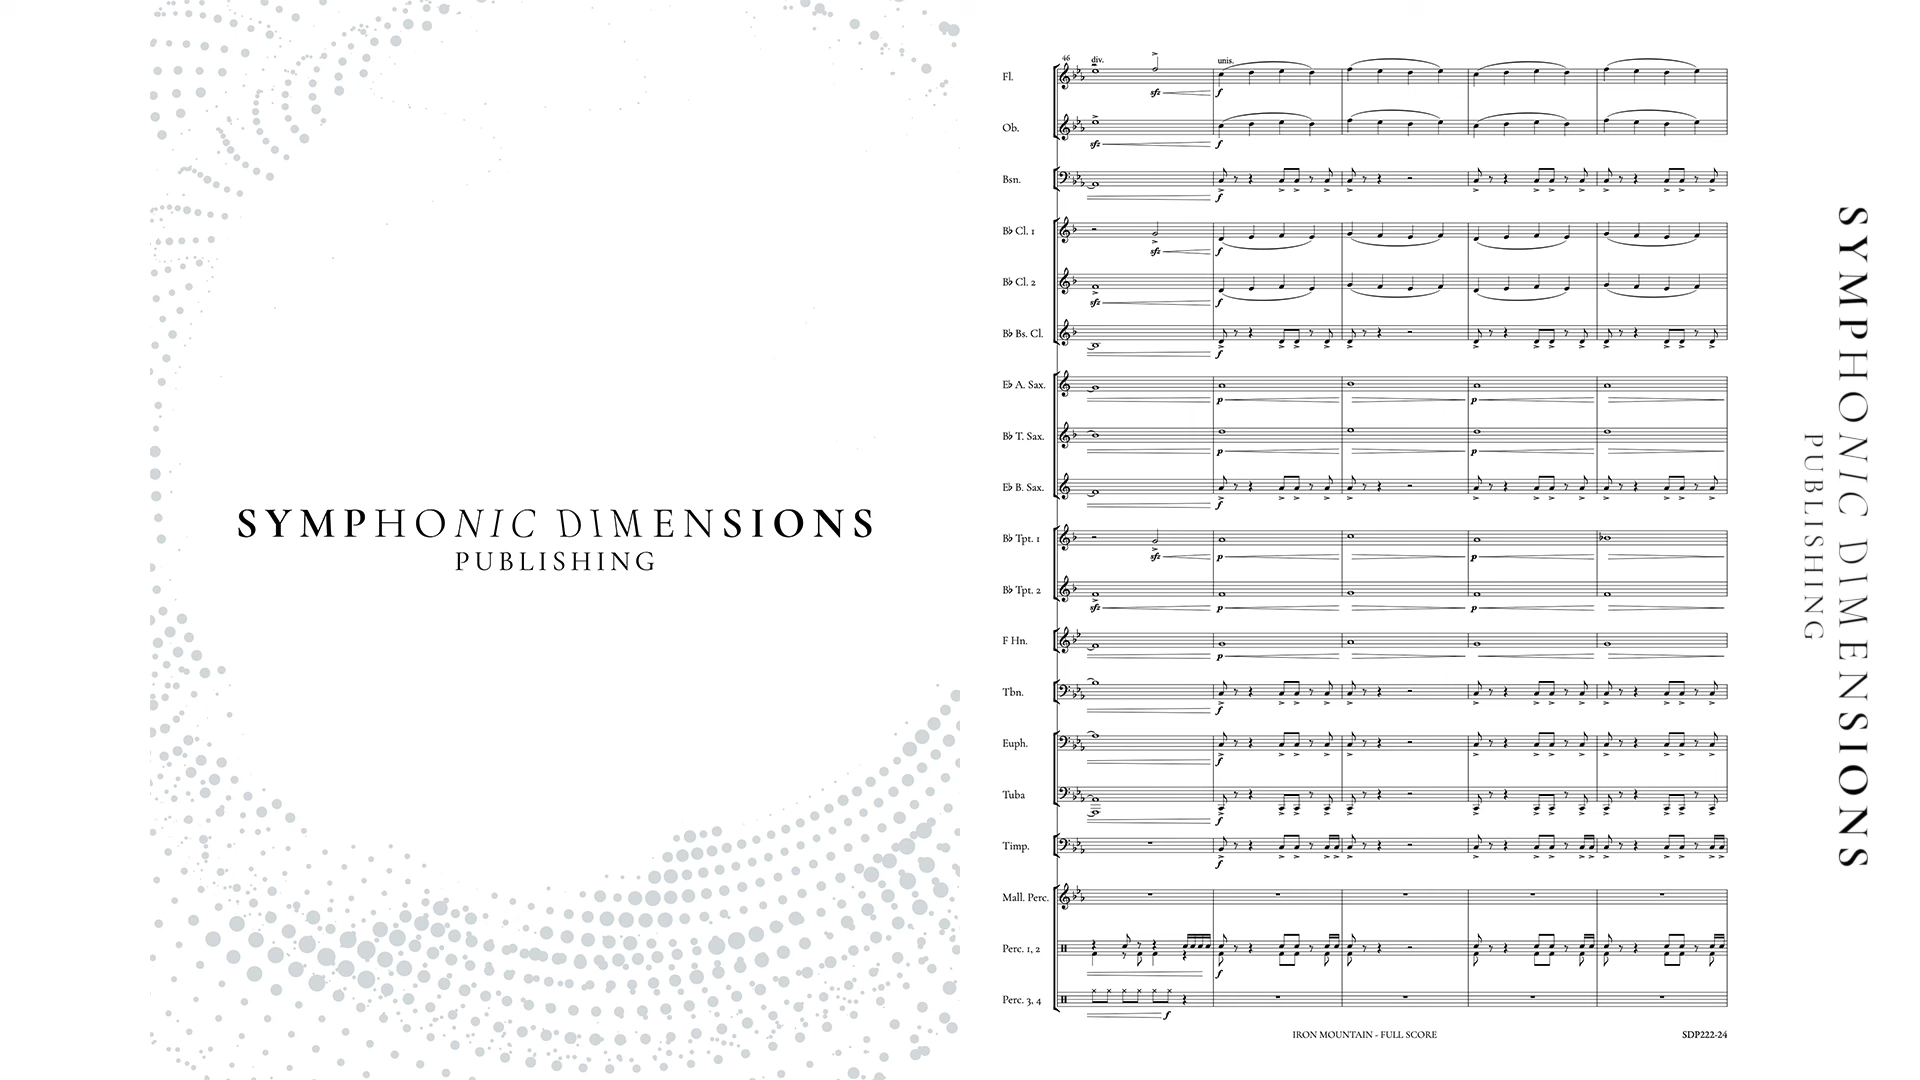 SYMPHONIC DIMENSIONS
PUBLISHING
46
div.
unis.
Fl.
sfz
f
Ob.
sfz
f
Bsn.
f
B♭ Cl. 1
sfz
f
B♭ Cl. 2
sfz
f
B♭ Bs. Cl.
f
E♭ A. Sax.
p
p
B♭ T. Sax.
p
p
E♭ B. Sax.
f
B♭ Tpt. 1
sfz
p
p
B♭ Tpt. 2
sfz
p
p
F Hn.
p
Tbn.
f
Euph.
f
Tuba
f
Timp.
f
Mall. Perc.
Perc. 1, 2
f
Perc. 3, 4
f
IRON MOUNTAIN - FULL SCORE
SDP222-24
SYMPHONIC DIMENSIONS
PUBLISHING